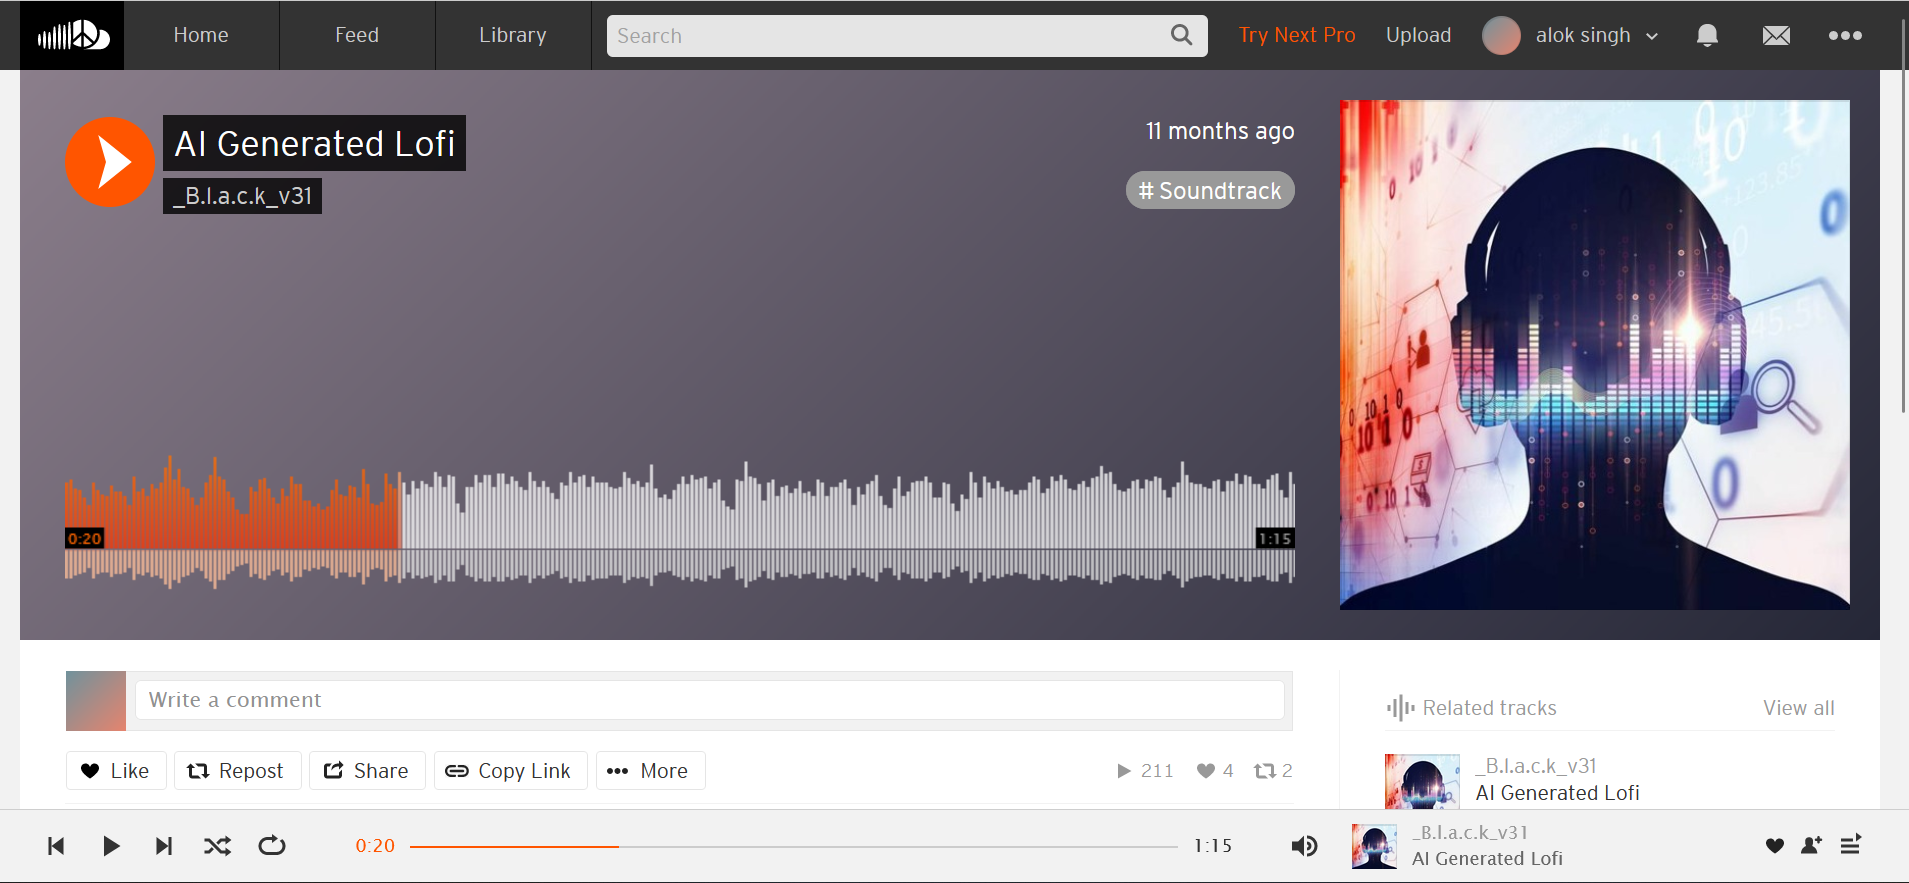 Home
Feed
Library
Search
Try Next Pro
Upload
alok singh
AI Generated Lofi
_B.l.a.c.k_v31
11 months ago
# Soundtrack
0:20
1:15
Write a comment
Like
Repost
Share
Copy Link
More
211
4
2
Related tracks
View all
_B.l.a.c.k_v31
AI Generated Lofi
0:20
1:15
_B.l.a.c.k_v31
AI Generated Lofi